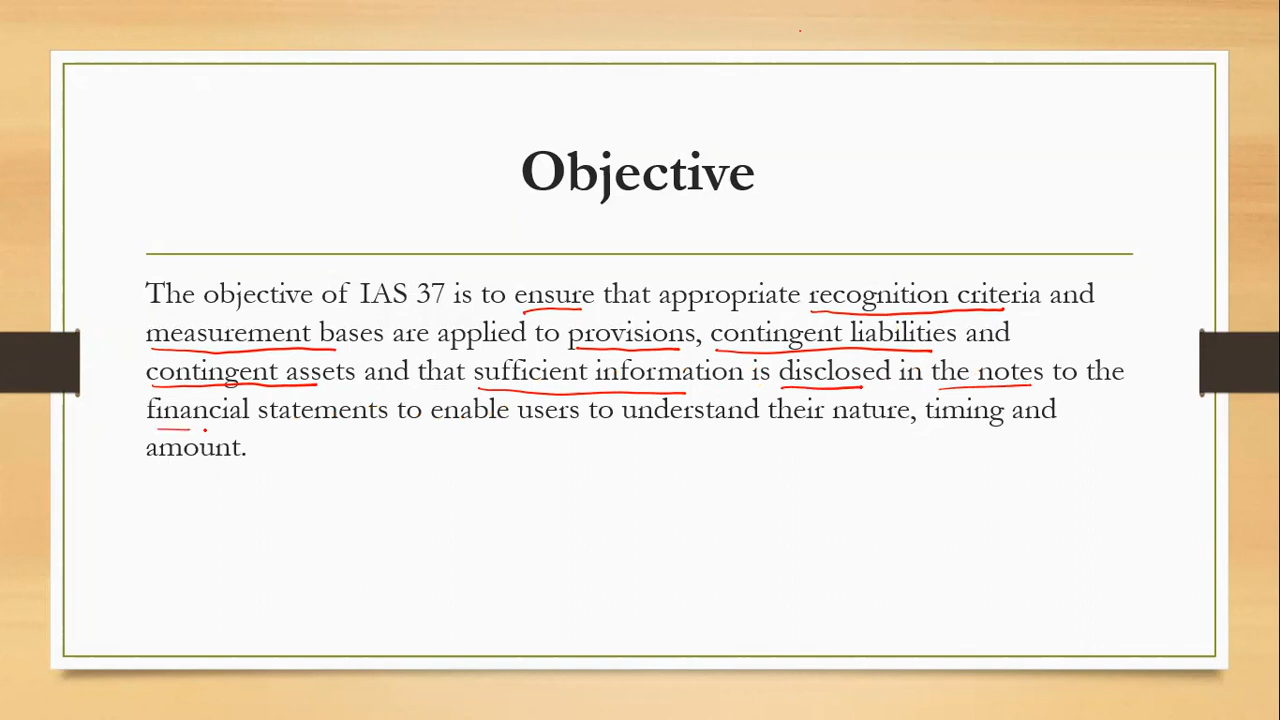 Objective
The objective of IAS 37 is to ensure that appropriate recognition criteria and
measurement bases are applied to provisions, contingent liabilities and
contingent assets and that sufficient information is disclosed in the notes to the
financial statements to enable users to understand their nature, timing and
amount.